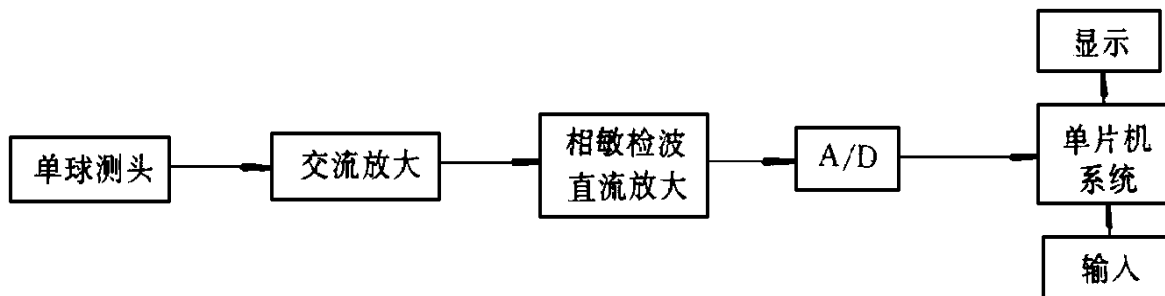 显示
单球测头
交流放大
相敏检波
直流放大
A/D
单片机
系统
输入